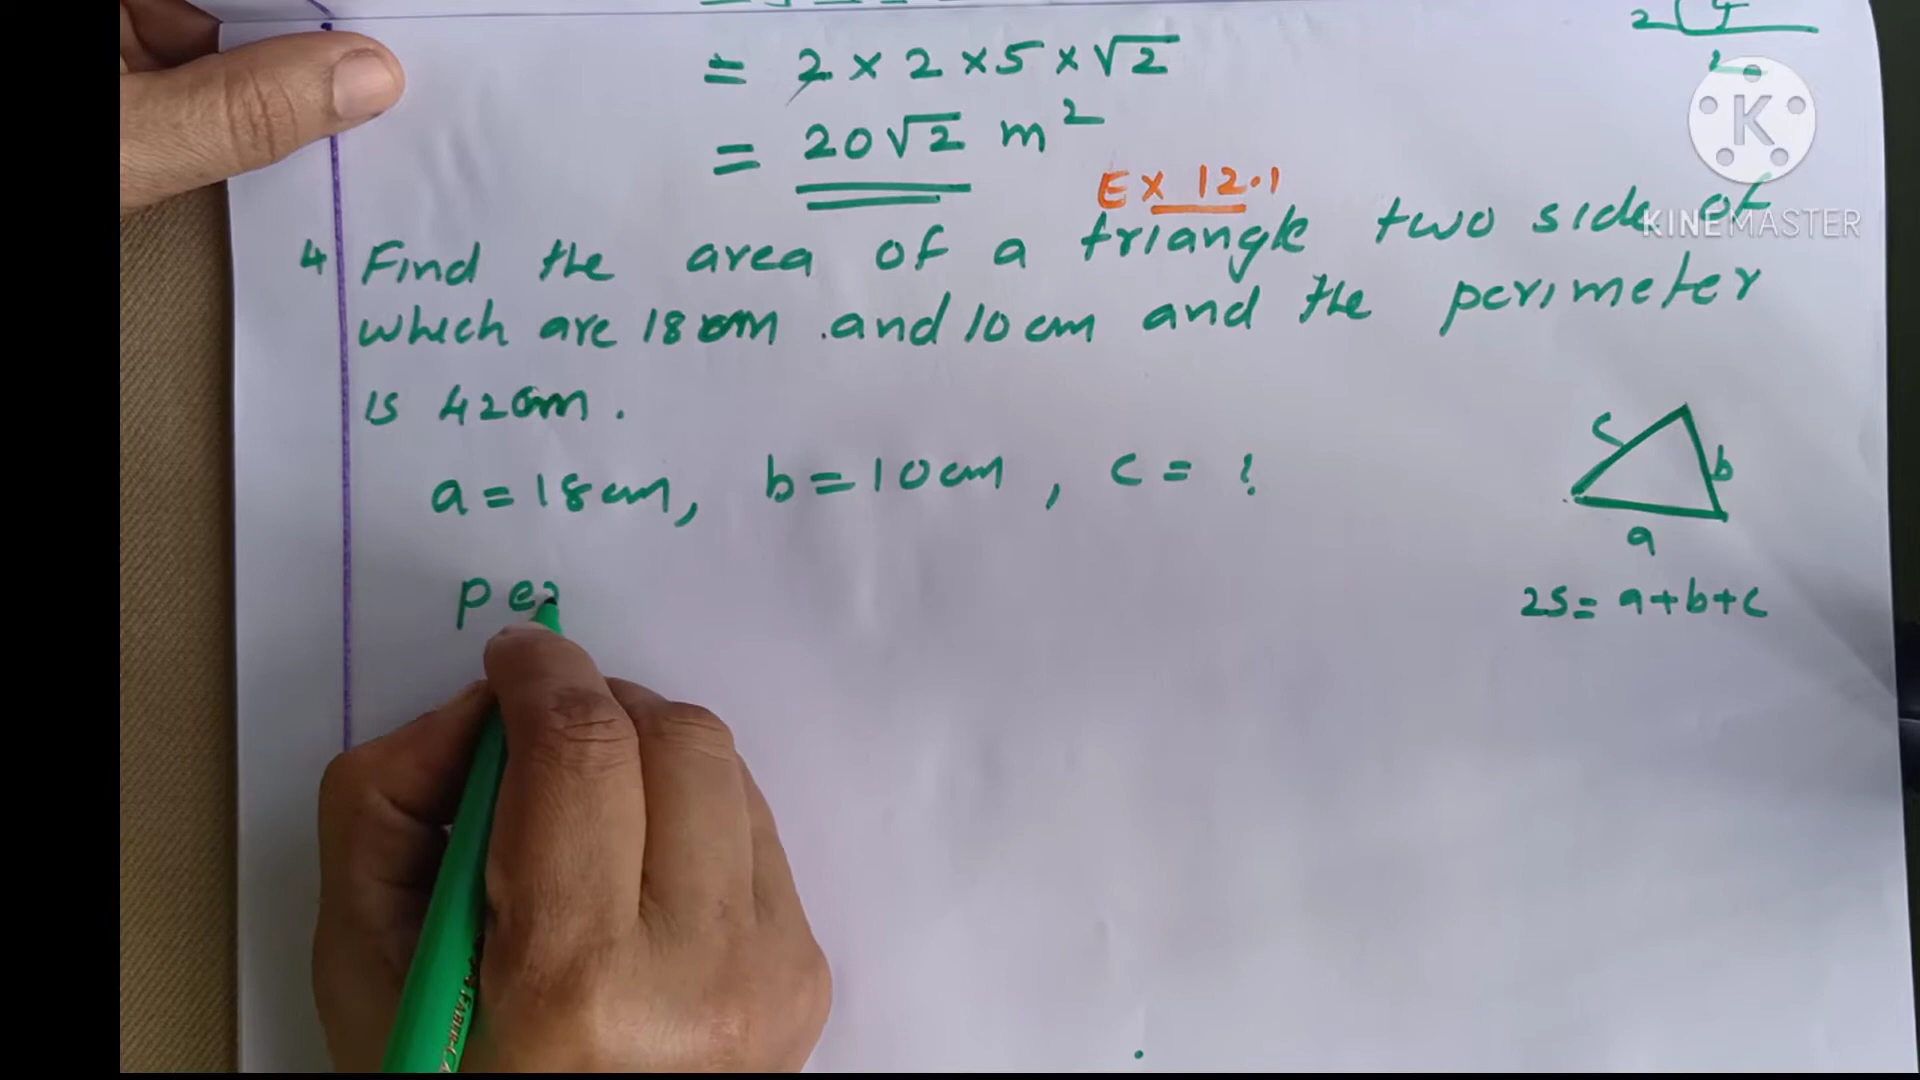 = 2 × 2 × 5 × √2
= 20√2 m²
Ex 12.1
4 Find the area of a triangle two side of
which are 18cm .and 10cm and the perimeter
is 42cm.
a = 18cm, b = 10cm, c = ?
c
b
a
2s = a+b+c
pe
K
KINEMASTER